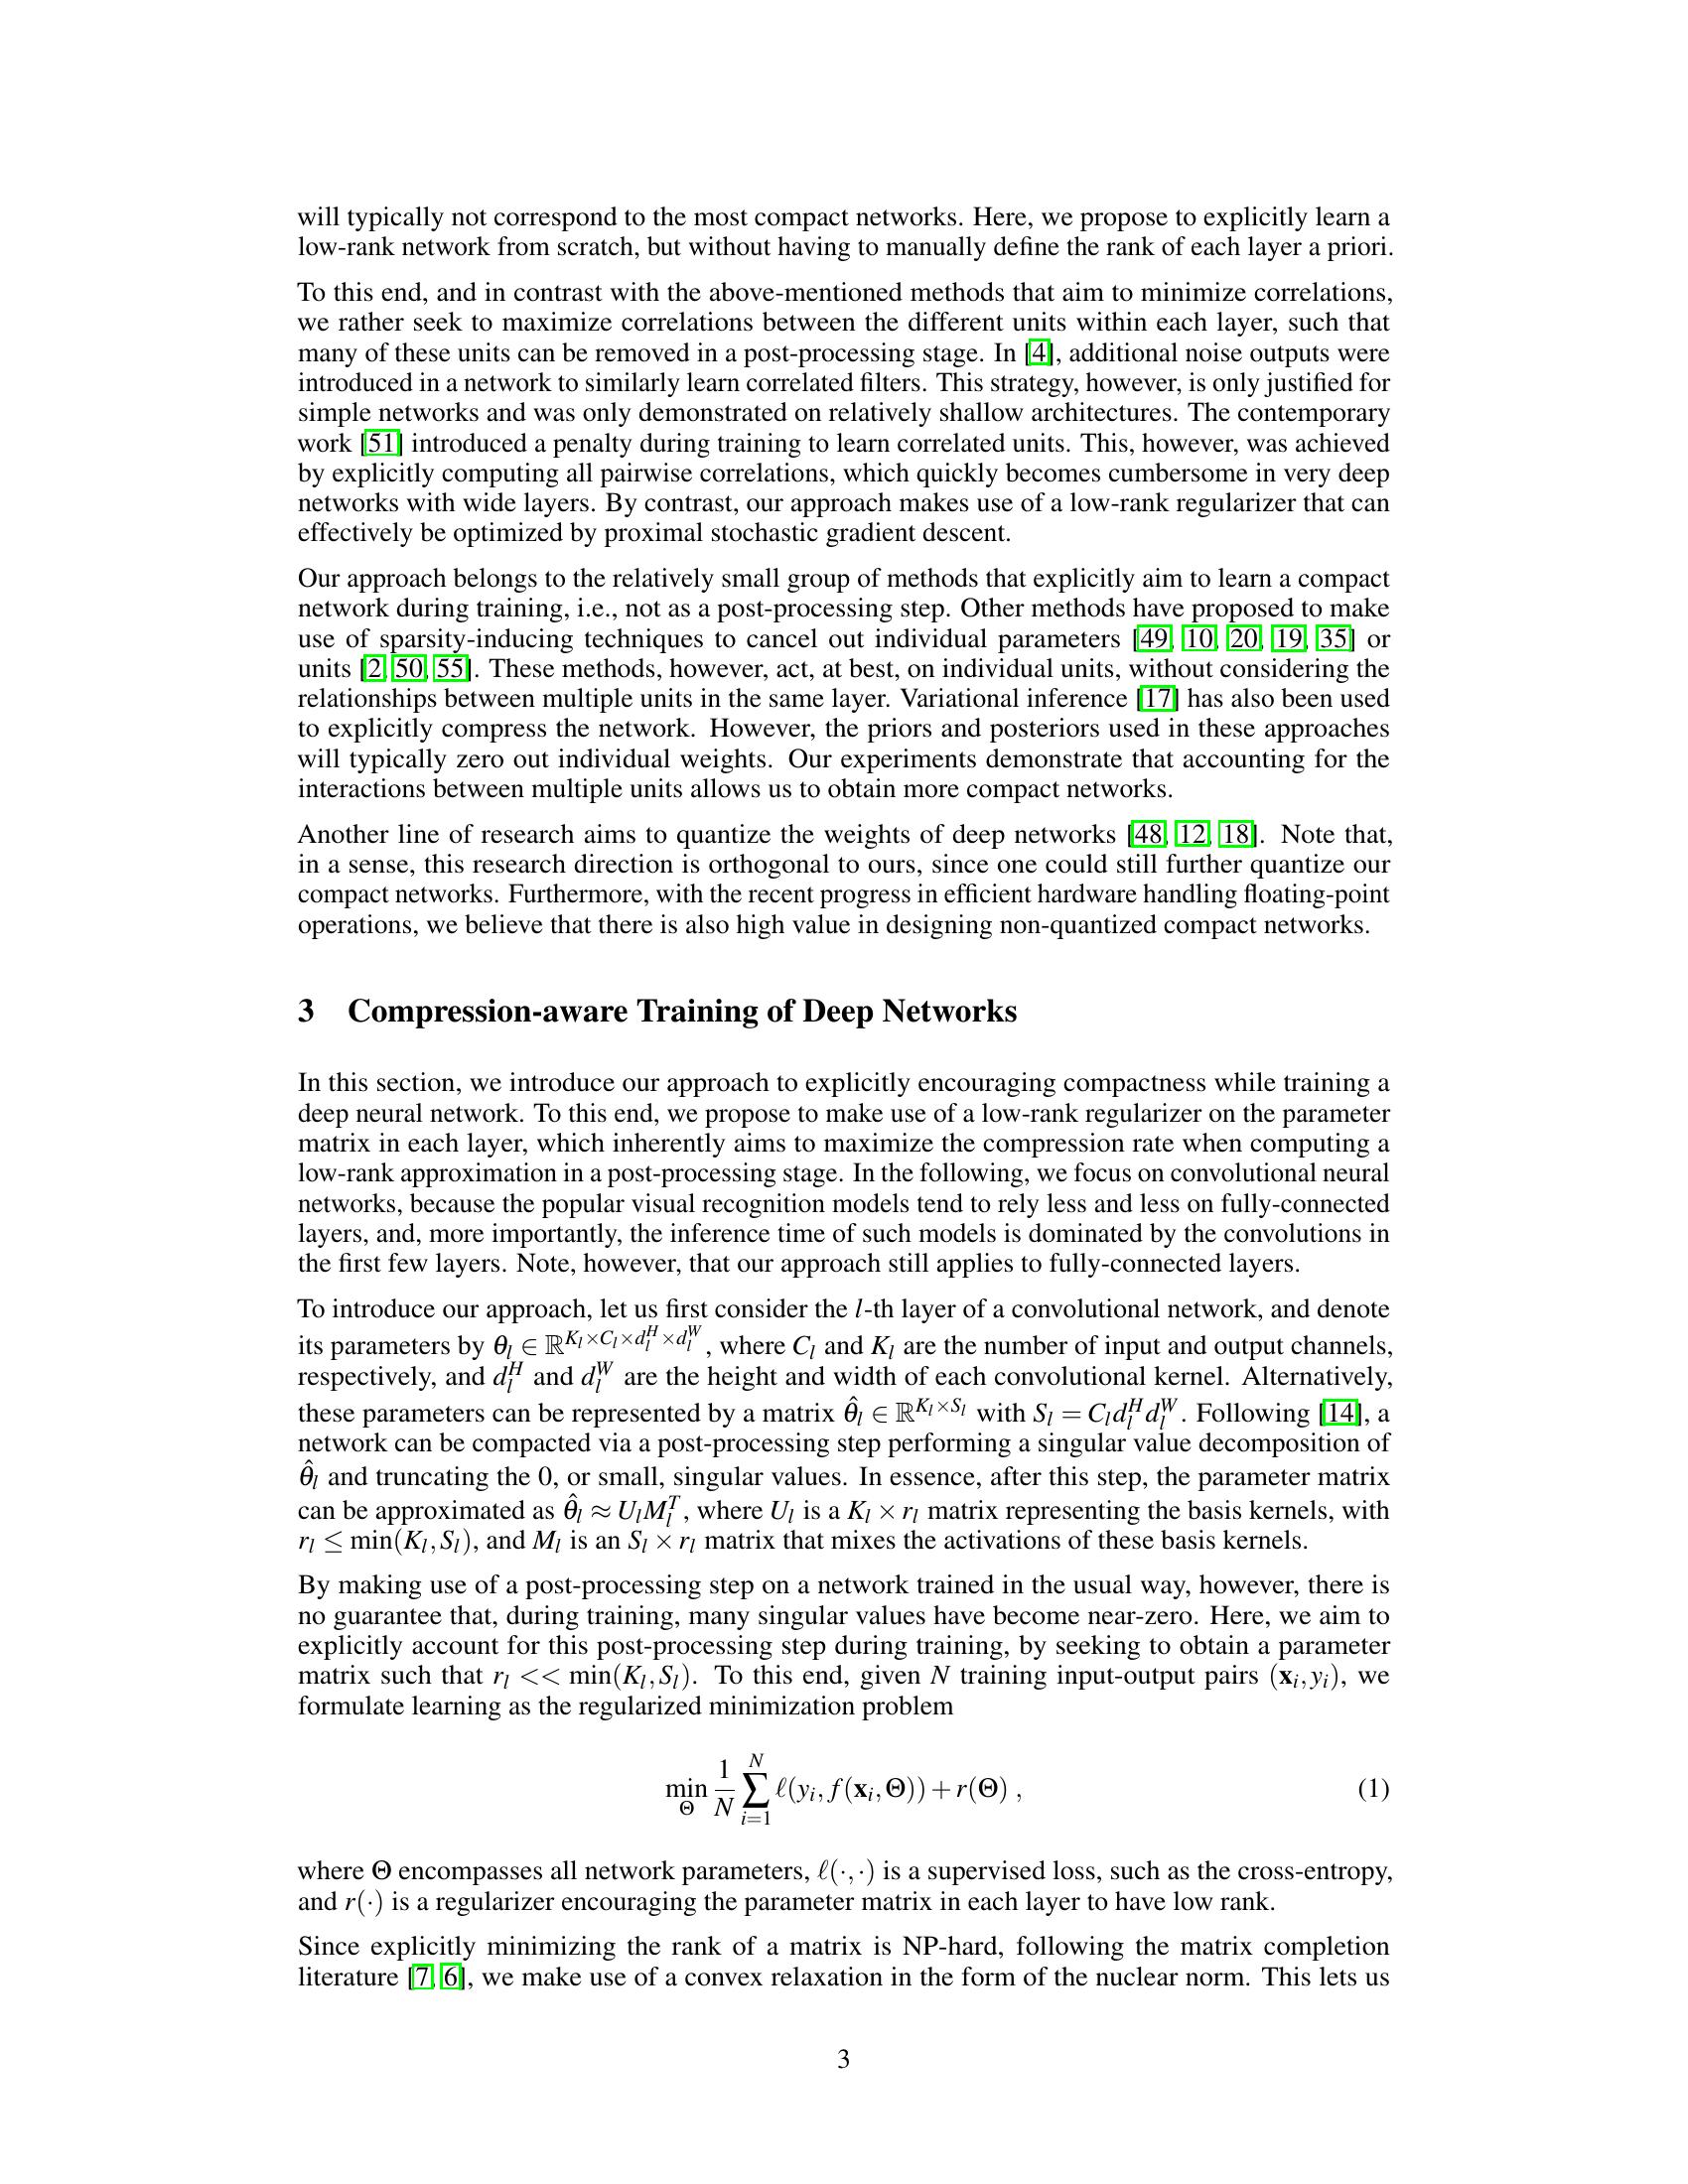 will typically not correspond to the most compact networks. Here, we propose to explicitly learn a
low-rank network from scratch, but without having to manually define the rank of each layer a priori.
To this end, and in contrast with the above-mentioned methods that aim to minimize correlations,
we rather seek to maximize correlations between the different units within each layer, such that
many of these units can be removed in a post-processing stage. In [4], additional noise outputs were
introduced in a network to similarly learn correlated filters. This strategy, however, is only justified for
simple networks and was only demonstrated on relatively shallow architectures. The contemporary
work [51] introduced a penalty during training to learn correlated units. This, however, was achieved
by explicitly computing all pairwise correlations, which quickly becomes cumbersome in very deep
networks with wide layers. By contrast, our approach makes use of a low-rank regularizer that can
effectively be optimized by proximal stochastic gradient descent.
Our approach belongs to the relatively small group of methods that explicitly aim to learn a compact
network during training, i.e., not as a post-processing step. Other methods have proposed to make
use of sparsity-inducing techniques to cancel out individual parameters [49, 10, 20, 19, 35] or
units [2, 50, 55]. These methods, however, act, at best, on individual units, without considering the
relationships between multiple units in the same layer. Variational inference [17] has also been used
to explicitly compress the network. However, the priors and posteriors used in these approaches
will typically zero out individual weights. Our experiments demonstrate that accounting for the
interactions between multiple units allows us to obtain more compact networks.
Another line of research aims to quantize the weights of deep networks [48, 12, 18]. Note that,
in a sense, this research direction is orthogonal to ours, since one could still further quantize our
compact networks. Furthermore, with the recent progress in efficient hardware handling floating-point
operations, we believe that there is also high value in designing non-quantized compact networks.
3 Compression-aware Training of Deep Networks
In this section, we introduce our approach to explicitly encouraging compactness while training a
deep neural network. To this end, we propose to make use of a low-rank regularizer on the parameter
matrix in each layer, which inherently aims to maximize the compression rate when computing a
low-rank approximation in a post-processing stage. In the following, we focus on convolutional neural
networks, because the popular visual recognition models tend to rely less and less on fully-connected
layers, and, more importantly, the inference time of such models is dominated by the convolutions in
the first few layers. Note, however, that our approach still applies to fully-connected layers.
To introduce our approach, let us first consider the l-th layer of a convolutional network, and denote
its parameters by θ_l ∈ ℝ^{K_l×C_l×d_l^H×d_l^W}, where C_l and K_l are the number of input and output channels,
respectively, and d_l^H and d_l^W are the height and width of each convolutional kernel. Alternatively,
these parameters can be represented by a matrix θ̂_l ∈ ℝ^{K_l×S_l} with S_l = C_l d_l^H d_l^W. Following [14], a
network can be compacted via a post-processing step performing a singular value decomposition of
θ̂_l and truncating the 0, or small, singular values. In essence, after this step, the parameter matrix
can be approximated as θ̂_l ≈ U_l M_l^T, where U_l is a K_l × r_l matrix representing the basis kernels, with
r_l ≤ min(K_l, S_l), and M_l is an S_l × r_l matrix that mixes the activations of these basis kernels.
By making use of a post-processing step on a network trained in the usual way, however, there is
no guarantee that, during training, many singular values have become near-zero. Here, we aim to
explicitly account for this post-processing step during training, by seeking to obtain a parameter
matrix such that r_l << min(K_l, S_l). To this end, given N training input-output pairs (x_i, y_i), we
formulate learning as the regularized minimization problem
min_Θ 1/N ∑_{i=1}^N ℓ(y_i, f(x_i, Θ)) + r(Θ) , (1)
where Θ encompasses all network parameters, ℓ(·,·) is a supervised loss, such as the cross-entropy,
and r(·) is a regularizer encouraging the parameter matrix in each layer to have low rank.
Since explicitly minimizing the rank of a matrix is NP-hard, following the matrix completion
literature [7, 6], we make use of a convex relaxation in the form of the nuclear norm. This lets us
3